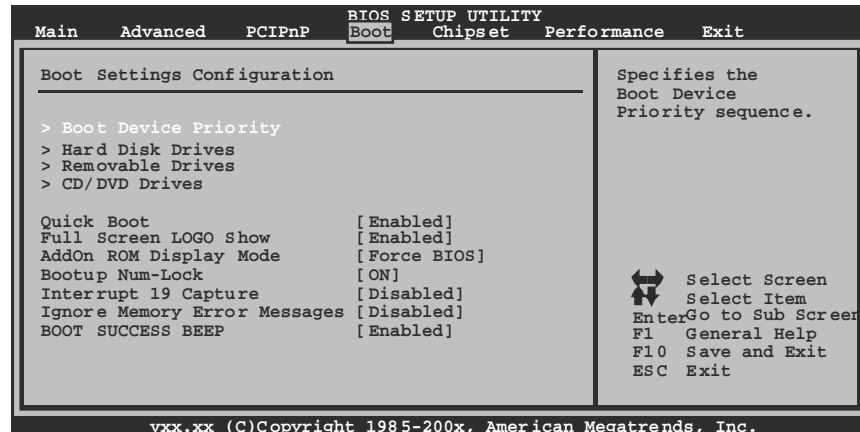 BIOS SETUP UTILITY
Main Advanced PCIPnP Boot Chipset Performance Exit
Boot Settings Configuration
> Boot Device Priority
> Hard Disk Drives
> Removable Drives
> CD/DVD Drives
Quick Boot [Enabled]
Full Screen LOGO Show [Enabled]
AddOn ROM Display Mode [Force BIOS]
Bootup Num-Lock [ON]
Interrupt 19 Capture [Disabled]
Ignore Memory Error Messages [Disabled]
BOOT SUCCESS BEEP [Enabled]
Specifies the
Boot Device
Priority sequence.
Select Screen
Select Item
Enter Go to Sub Screen
F1 General Help
F10 Save and Exit
ESC Exit
vxx.xx (C)Copyright 1985-200x, American Megatrends, Inc.